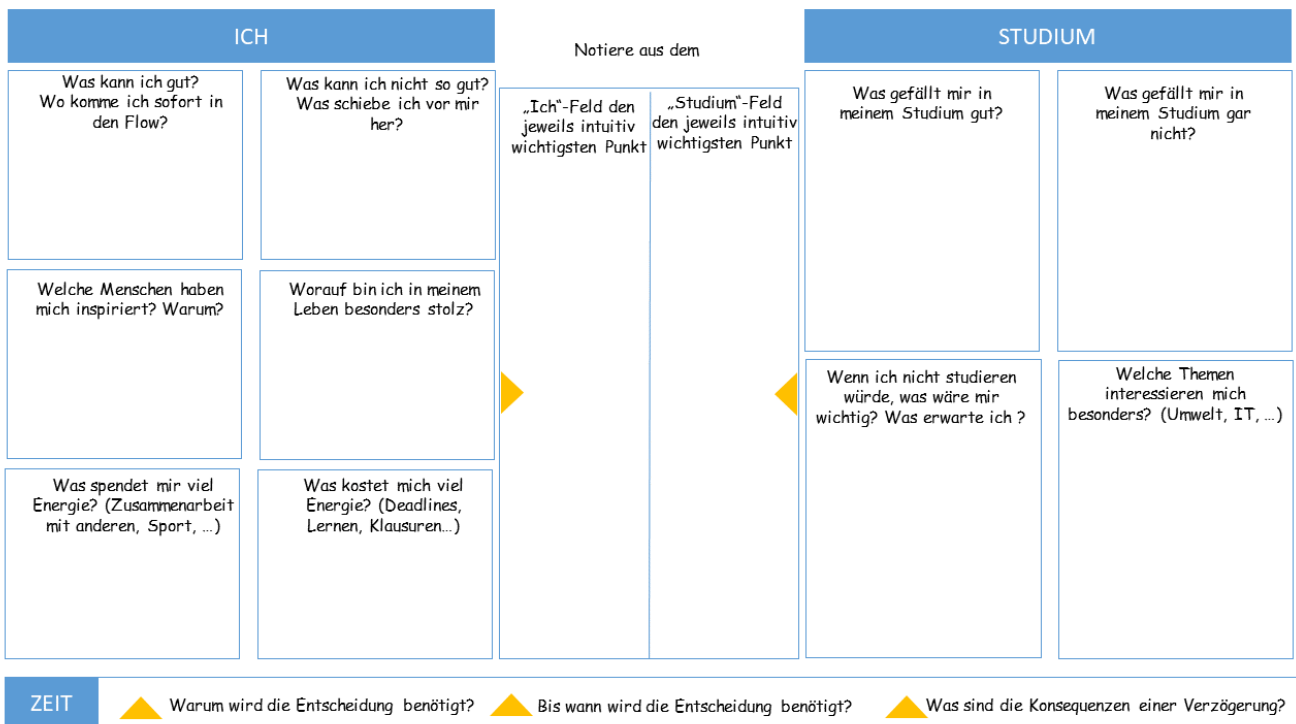 ICH
Was kann ich gut?
Wo komme ich sofort in
den Flow?
Was kann ich nicht so gut?
Was schiebe ich vor mir
her?
Welche Menschen haben
mich inspiriert? Warum?
Worauf bin ich in meinem
Leben besonders stolz?
Was spendet mir viel
Energie? (Zusammenarbeit
mit anderen, Sport, …)
Was kostet mich viel
Energie? (Deadlines,
Lernen, Klausuren…)
Notiere aus dem
„Ich“-Feld den
jeweils intuitiv
wichtigsten Punkt
„Studium“-Feld
den jeweils intuitiv
wichtigsten Punkt
STUDIUM
Was gefällt mir in
meinem Studium gut?
Was gefällt mir in
meinem Studium gar
nicht?
Wenn ich nicht studieren
würde, was wäre mir
wichtig? Was erwarte ich ?
Welche Themen
interessieren mich
besonders? (Umwelt, IT, …)
ZEIT
Warum wird die Entscheidung benötigt?
Bis wann wird die Entscheidung benötigt?
Was sind die Konsequenzen einer Verzögerung?